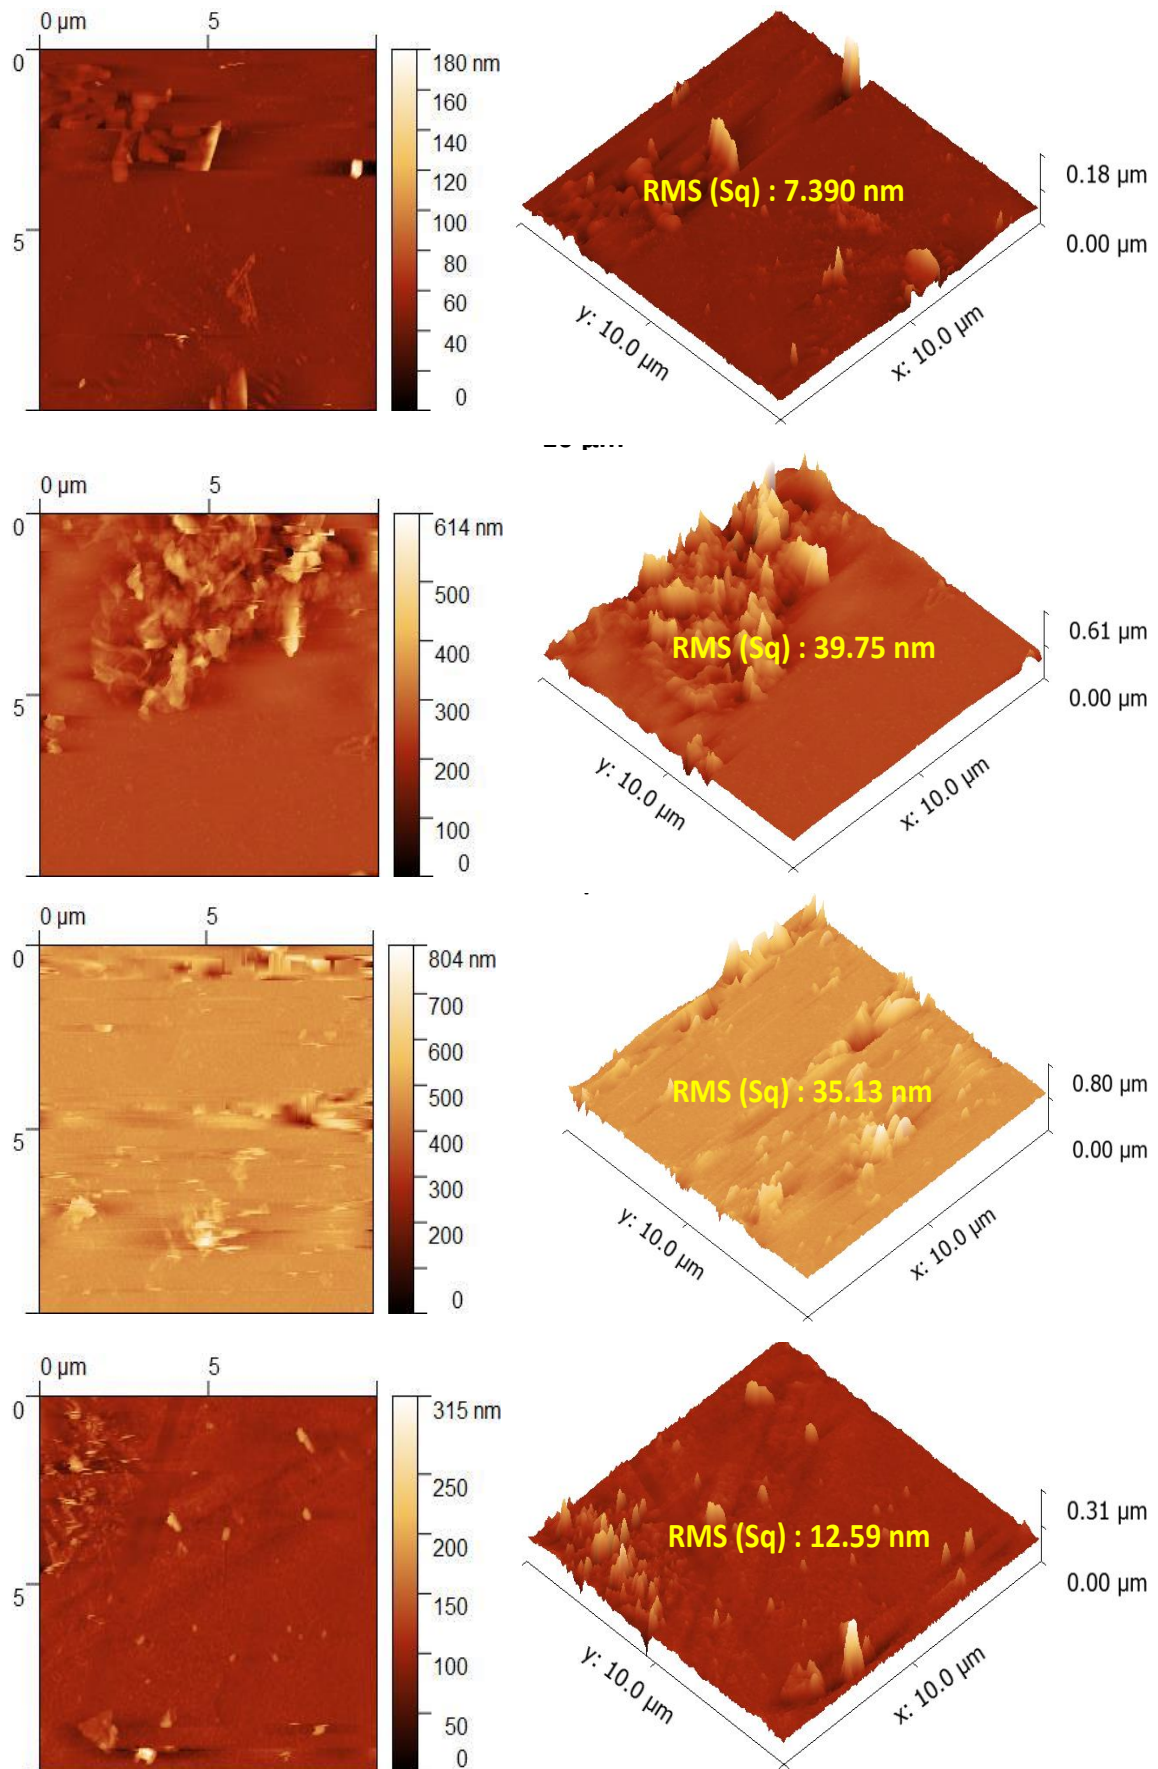 0 µm 5
0
5
180 nm
160
140
120
100
80
60
40
0
RMS (Sq) : 7.390 nm
0.18 µm
0.00 µm
y: 10.0 µm
x: 10.0 µm
0 µm 5
0
5
614 nm
500
400
300
200
100
0
RMS (Sq) : 39.75 nm
0.61 µm
0.00 µm
y: 10.0 µm
x: 10.0 µm
0 µm 5
0
5
804 nm
700
600
500
400
300
200
0
RMS (Sq) : 35.13 nm
0.80 µm
0.00 µm
y: 10.0 µm
x: 10.0 µm
0 µm 5
0
5
315 nm
250
200
150
100
50
0
RMS (Sq) : 12.59 nm
0.31 µm
0.00 µm
y: 10.0 µm
x: 10.0 µm